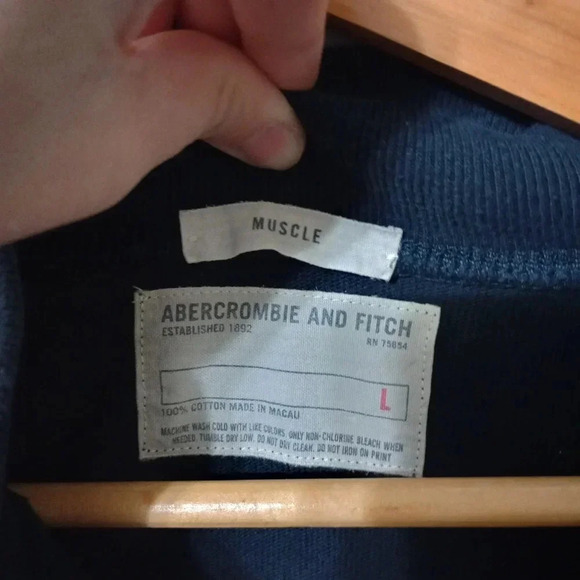 MUSCLE
ABERCROMBIE AND FITCH
ESTABLISHED 1892
RN 75654
L
100% COTTON MADE IN MACAU
MACHINE WASH COLD WITH LIKE COLORS. ONLY NON-CHLORINE BLEACH WHEN
NEEDED. TUMBLE DRY LOW. DO NOT DRY CLEAN. DO NOT IRON ON PRINT